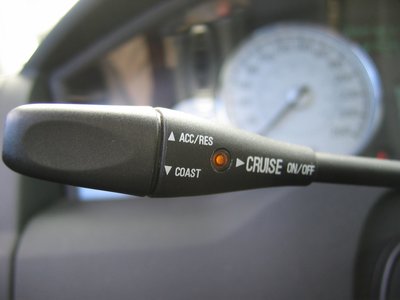 ▲ ACC/RES
▶ CRUISE ON/OFF
▼ COAST